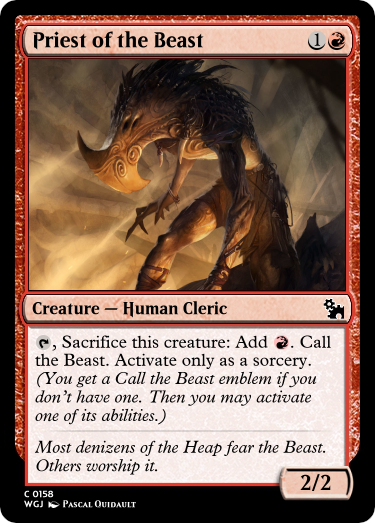 Priest of the Beast 1
Creature — Human Cleric
, Sacrifice this creature: Add . Call
the Beast. Activate only as a sorcery.
(You get a Call the Beast emblem if you
don't have one. Then you may activate
one of its abilities.)
Most denizens of the Heap fear the Beast.
Others worship it.
2/2
C 0158
WGJ Pascal Quidault